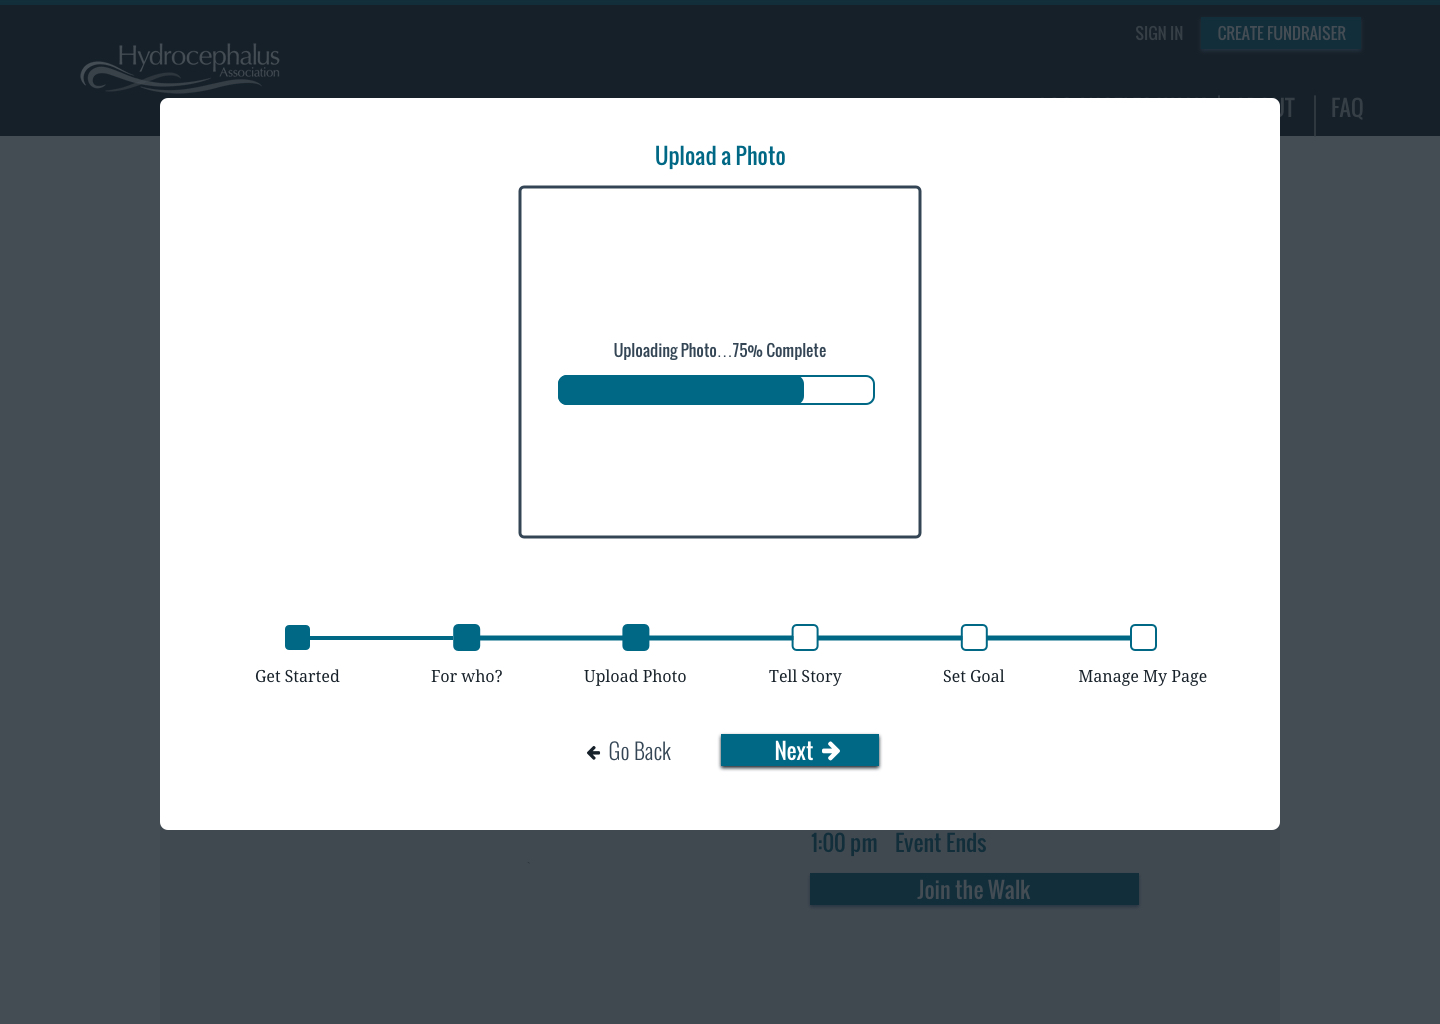 SIGN IN
CREATE FUNDRAISER
Hydrocephalus
Association
FAQ
Upload a Photo
Uploading Photo...75% Complete
Get Started
For who?
Upload Photo
Tell Story
Set Goal
Manage My Page
Go Back
Next
1:00 pm Event Ends
Join the Walk